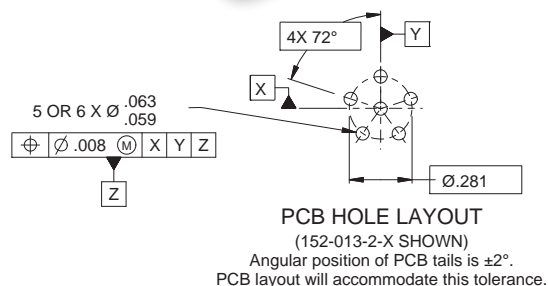 4X 72°
Y
X
5 OR 6 X Ø .063
.059
⌖ Ø .008 Ⓜ X Y Z
Z
Ø.281
PCB HOLE LAYOUT
(152-013-2-X SHOWN)
Angular position of PCB tails is ±2°.
PCB layout will accommodate this tolerance.